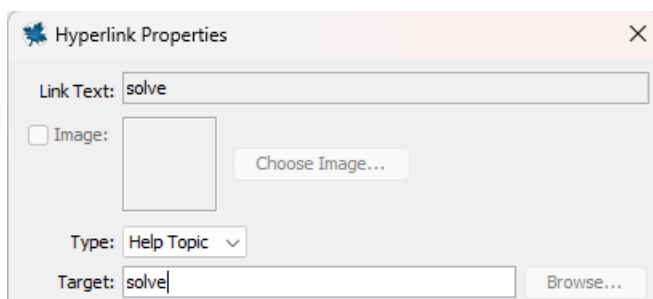 Hyperlink Properties
Link Text: solve
Image:
Choose Image...
Type: Help Topic
Target: solve Browse...